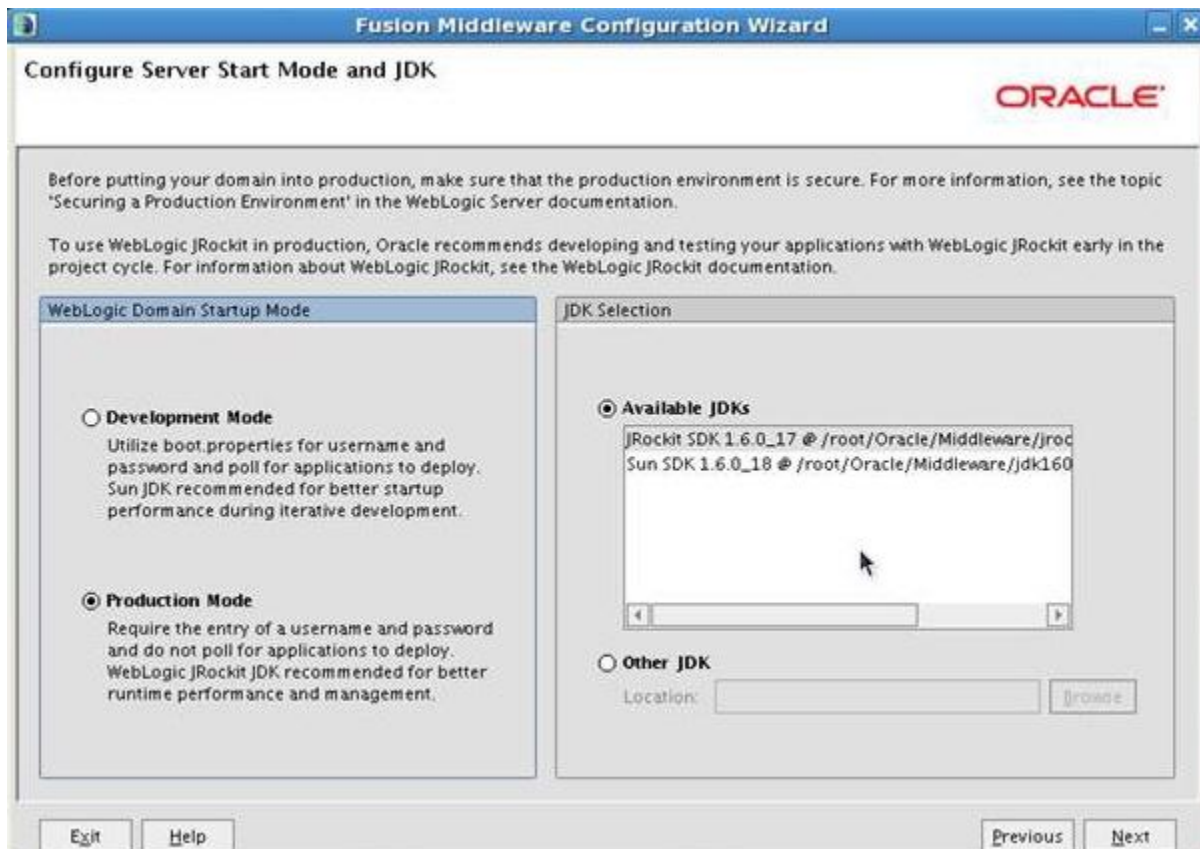 Fusion Middleware Configuration Wizard
Configure Server Start Mode and JDK
ORACLE
Before putting your domain into production, make sure that the production environment is secure. For more information, see the topic
'Securing a Production Environment' in the WebLogic Server documentation.
To use WebLogic JRockit in production, Oracle recommends developing and testing your applications with WebLogic JRockit early in the
project cycle. For information about WebLogic JRockit, see the WebLogic JRockit documentation.
WebLogic Domain Startup Mode
Development Mode
Utilize boot.properties for username and
password and poll for applications to deploy.
Sun JDK recommended for better startup
performance during iterative development.
Production Mode
Require the entry of a username and password
and do not poll for applications to deploy.
WebLogic JRockit JDK recommended for better
runtime performance and management.
JDK Selection
Available JDKs
JRockit SDK 1.6.0_17 @ /root/Oracle/Middleware/jroc
Sun SDK 1.6.0_18 @ /root/Oracle/Middleware/jdk160
Other JDK
Location:
Browse
Exit
Help
Previous
Next